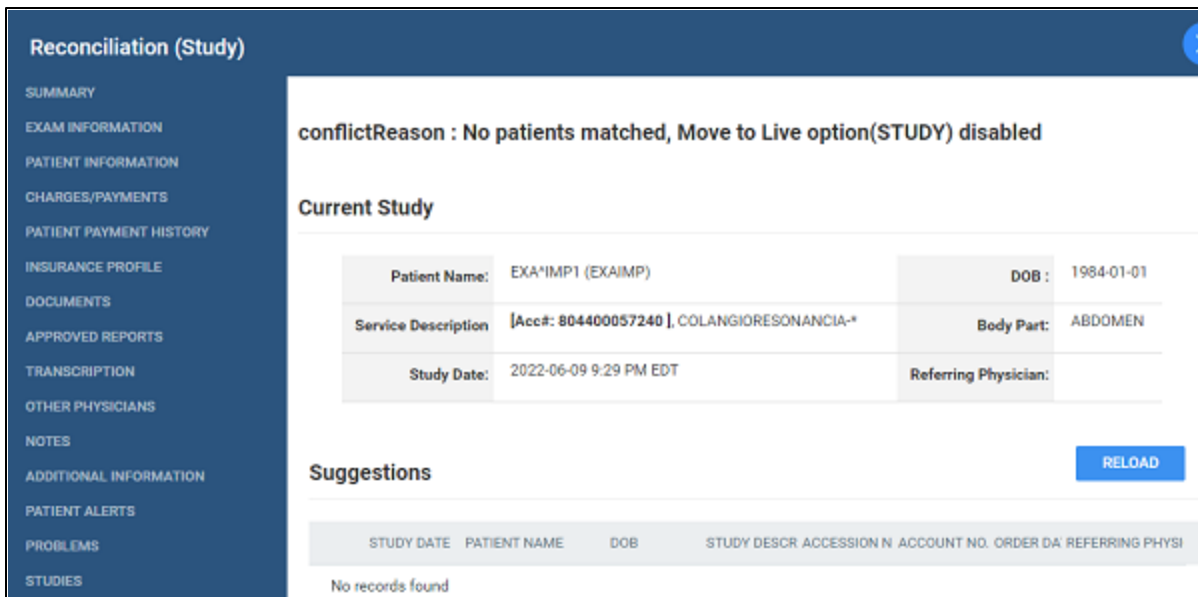 Reconciliation (Study)
SUMMARY
EXAM INFORMATION
PATIENT INFORMATION
CHARGES/PAYMENTS
PATIENT PAYMENT HISTORY
INSURANCE PROFILE
DOCUMENTS
APPROVED REPORTS
TRANSCRIPTION
OTHER PHYSICIANS
NOTES
ADDITIONAL INFORMATION
PATIENT ALERTS
PROBLEMS
STUDIES
conflictReason : No patients matched, Move to Live option(STUDY) disabled
Current Study
Patient Name: EXA^IMP1 (EXAIMP) DOB : 1984-01-01
Service Description [Acc#: 804400057240 ], COLANGIORESONANCIA-* Body Part: ABDOMEN
Study Date: 2022-06-09 9:29 PM EDT Referring Physician:
Suggestions RELOAD
STUDY DATE PATIENT NAME DOB STUDY DESCR ACCESSION N ACCOUNT NO. ORDER DA REFERRING PHYSI
No records found